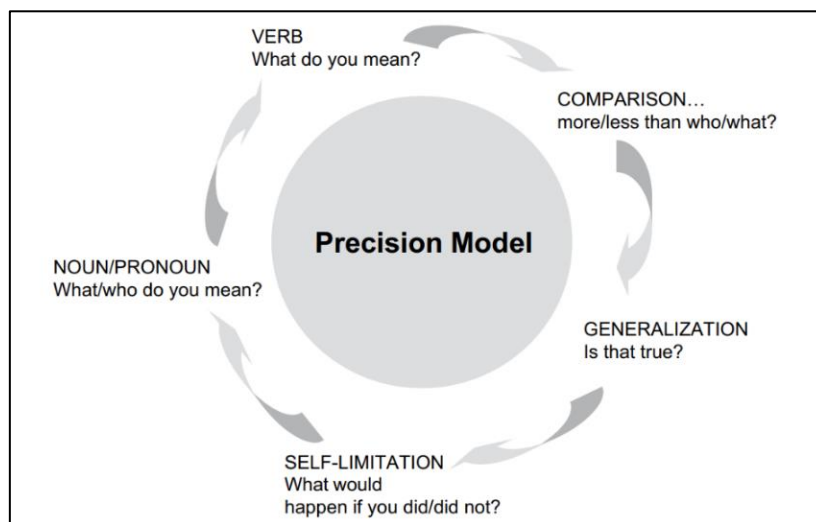 VERB
What do you mean?
COMPARISON…
more/less than who/what?
Precision Model
NOUN/PRONOUN
What/who do you mean?
GENERALIZATION
Is that true?
SELF-LIMITATION
What would
happen if you did/did not?